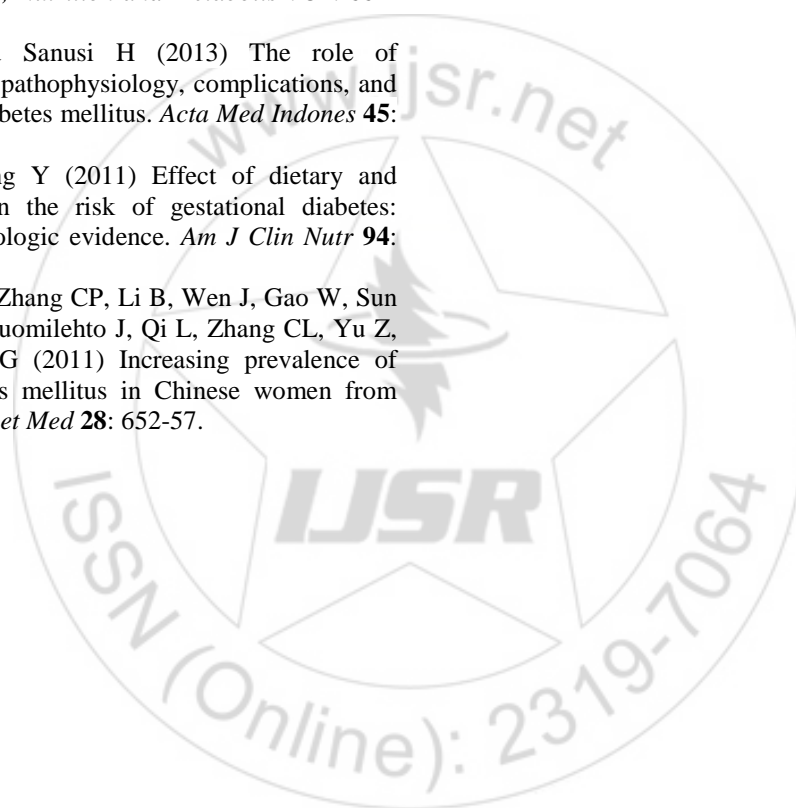 Sanusi H (2013) The role of
pathophysiology, complications, and
betes mellitus. Acta Med Indones 45:
ng Y (2011) Effect of dietary and
n the risk of gestational diabetes:
ologic evidence. Am J Clin Nutr 94:
Zhang CP, Li B, Wen J, Gao W, Sun
uomilehto J, Qi L, Zhang CL, Yu Z,
G (2011) Increasing prevalence of
s mellitus in Chinese women from
et Med 28: 652-57.
www.ijsr.net
IJSR
ISSN (Online): 2319-7064